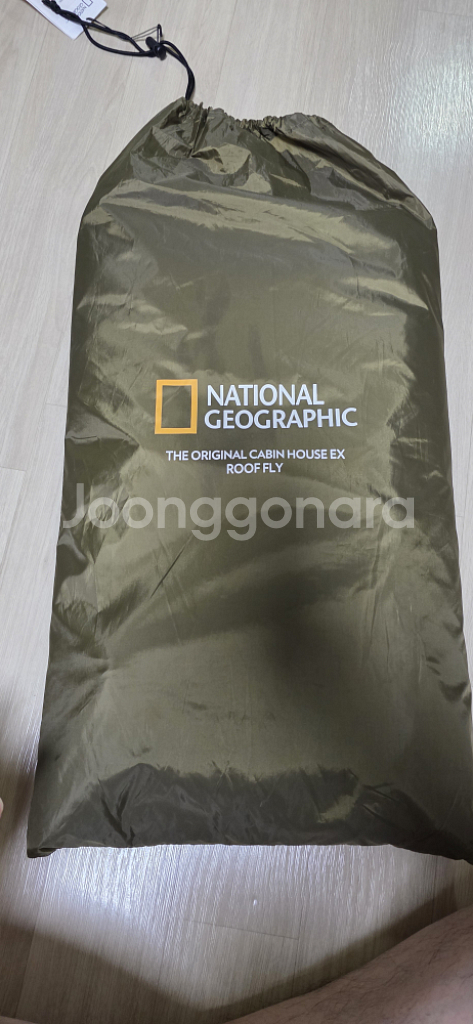 NATIONAL
GEOGRAPHIC
THE ORIGINAL CABIN HOUSE EX
ROOF FLY
Joonggonara